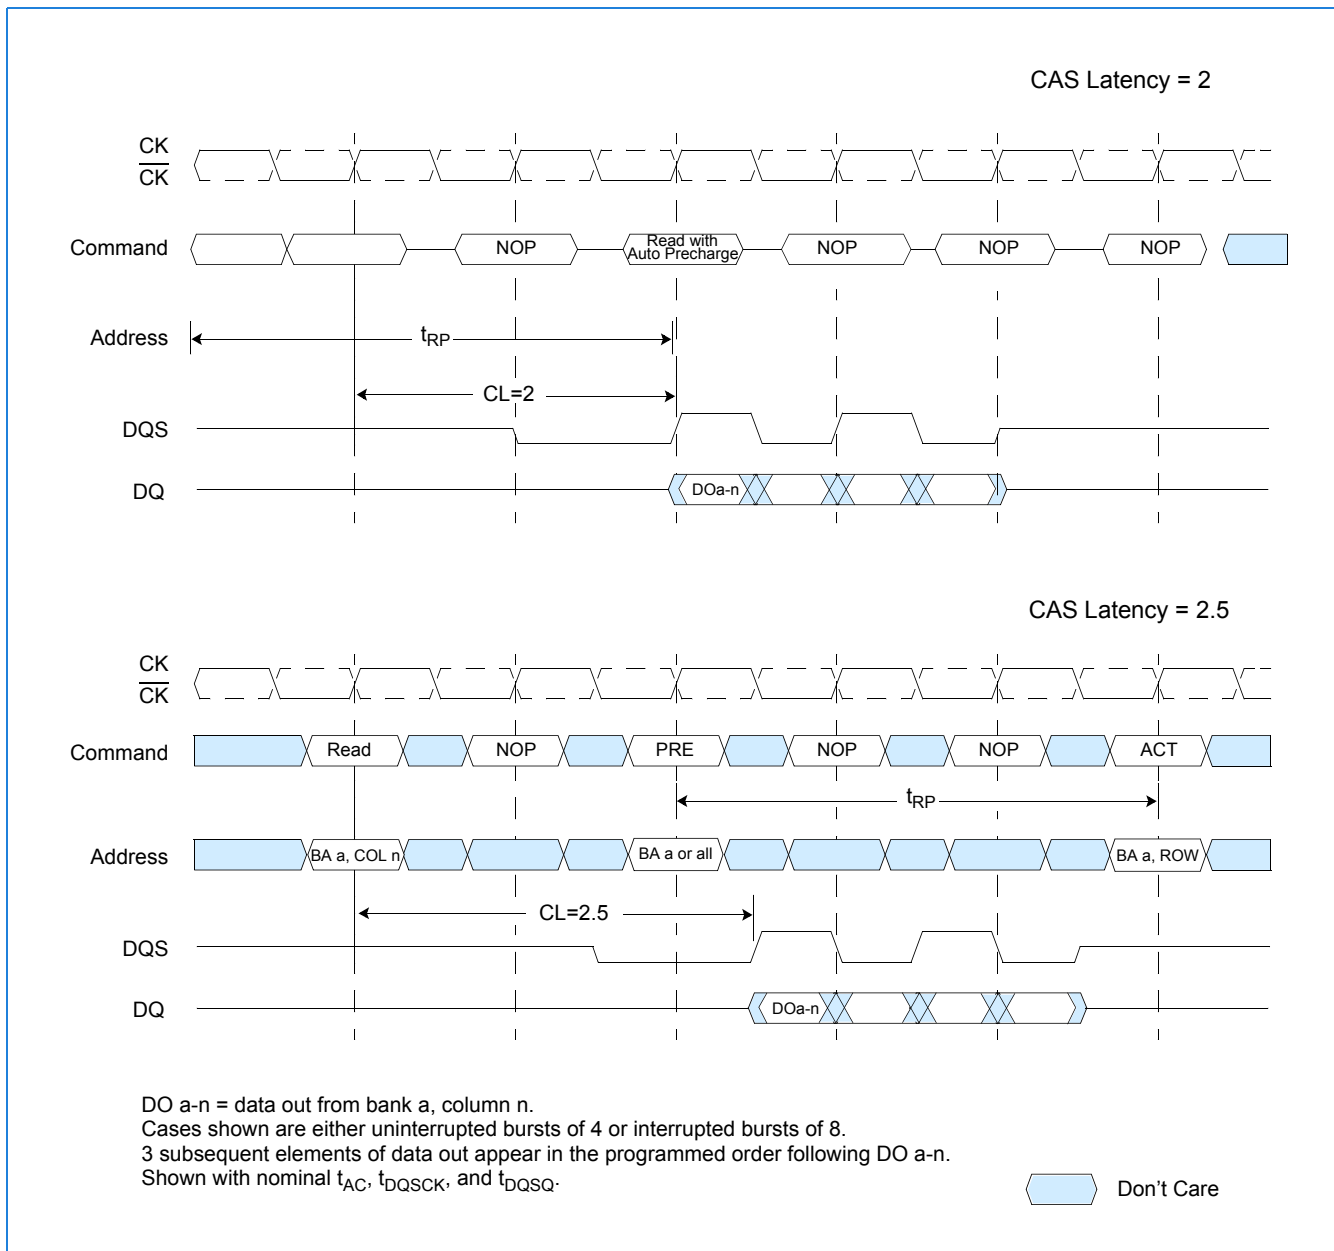 CAS Latency = 2
CK
CK
Command NOP Read with Auto Precharge NOP NOP NOP
Address tRP
CL=2
DQS
DQ DOa-n
CAS Latency = 2.5
CK
CK
Command Read NOP PRE NOP NOP ACT
tRP
Address BA a, COL n BA a or all BA a, ROW
CL=2.5
DQS
DQ DOa-n
DO a-n = data out from bank a, column n.
Cases shown are either uninterrupted bursts of 4 or interrupted bursts of 8.
3 subsequent elements of data out appear in the programmed order following DO a-n.
Shown with nominal tAC, tDQSCK, and tDQSQ.
Don't Care